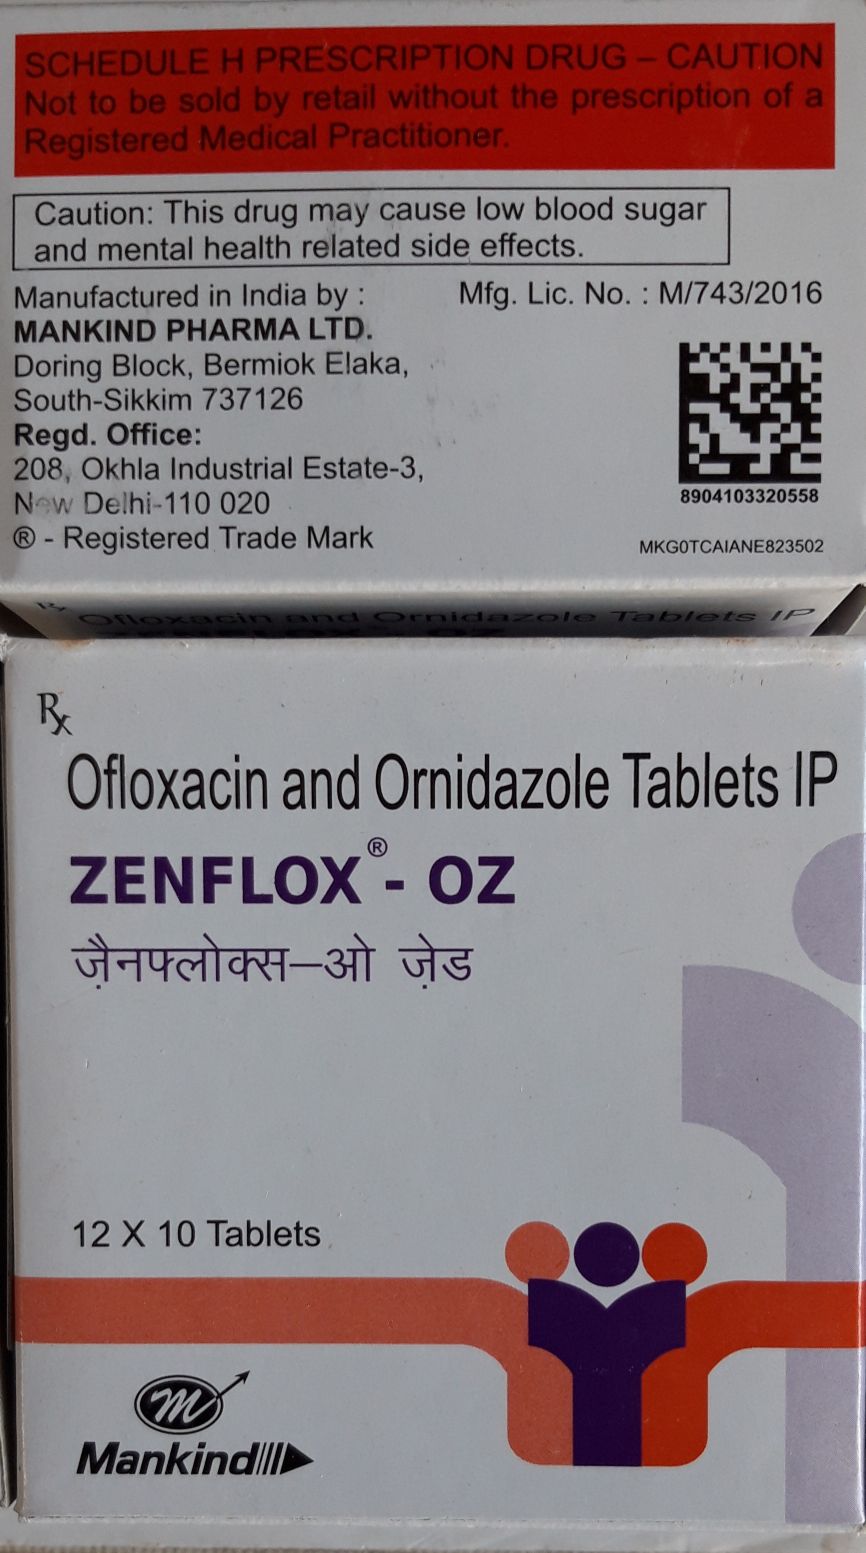 SCHEDULE H PRESCRIPTION DRUG – CAUTION
Not to be sold by retail without the prescription of a
Registered Medical Practitioner.
Caution: This drug may cause low blood sugar
and mental health related side effects.
Manufactured in India by :
Mfg. Lic. No. : M/743/2016
MANKIND PHARMA LTD.
Doring Block, Bermiok Elaka,
South-Sikkim 737126
Regd. Office:
208, Okhla Industrial Estate-3,
New Delhi-110 020
® - Registered Trade Mark
8904103320558
MKG0TCAIANE823502
Rx Ofloxacin and Ornidazole Tablets IP
ZENFLOX - OZ
Rx
Ofloxacin and Ornidazole Tablets IP
ZENFLOX® - OZ
ज़ैनफ्लोक्स–ओ ज़ेड
12 X 10 Tablets
m
Mankind